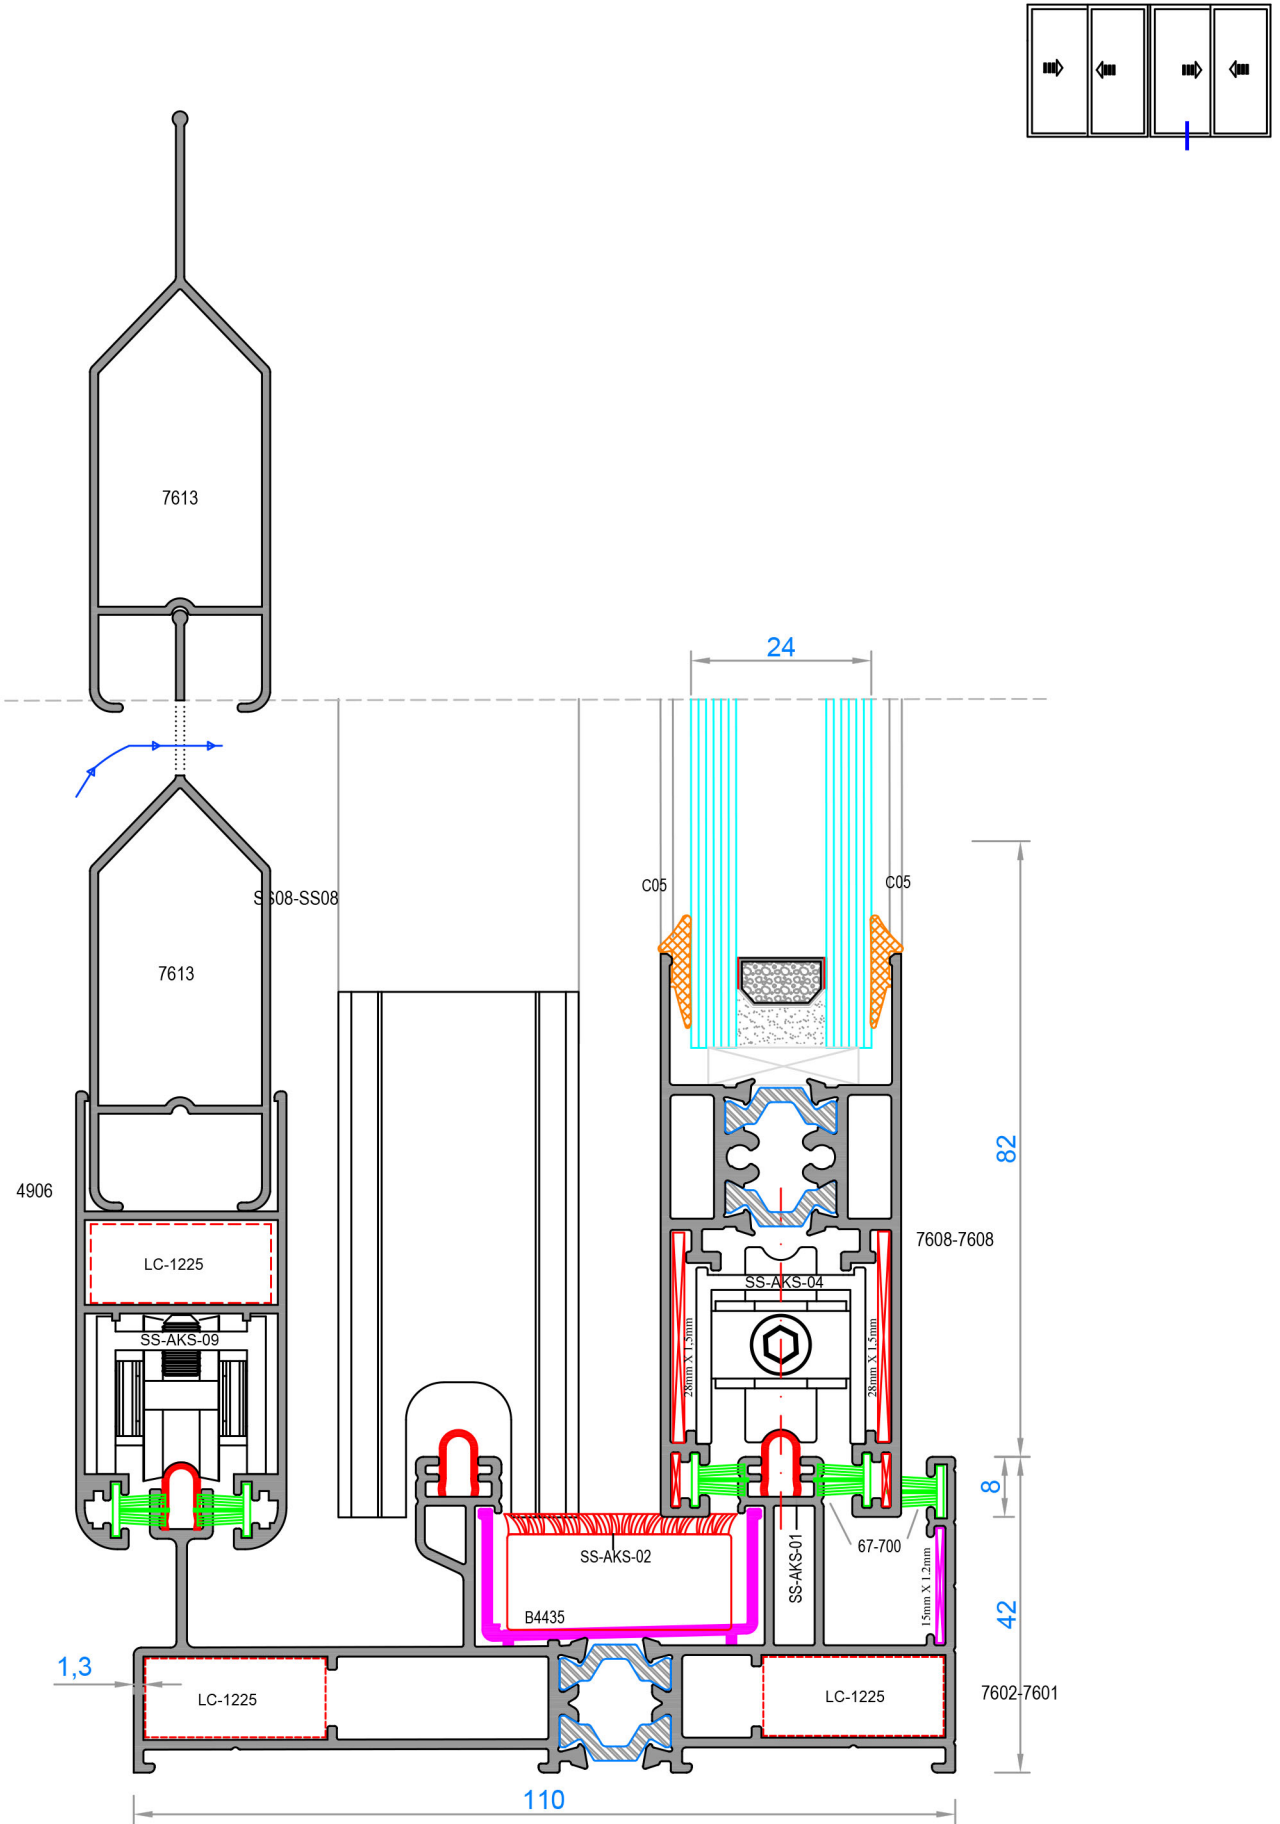 7613
24
C05
C05
SS08-SS08
7613
82
4906
7608-7608
LC-1225
SS-AKS-04
SS-AKS-09
28mm X 1,5mm
28mm X 1,5mm
8
67-700
SS-AKS-02
SS-AKS-01
15mm X 1.2mm
B4435
42
1,3
LC-1225
LC-1225
7602-7601
110